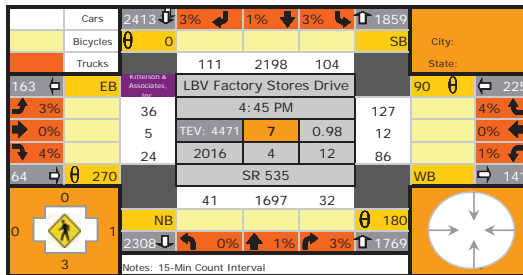 Cars 2413 3% 1% 3% 1859
Bicycles 0 SB City:
Trucks 111 2198 104 State:
163 EB Kittelson & Associates, Inc. LBV Factory Stores Drive 90 225
3% 36 4:45 PM 127 4%
0% 5 TEV: 4471 7 0.98 12 0%
4% 24 2016 4 12 86 1%
64 270 SR 535 WB 141
0 41 1697 32
0 1 NB 180
2308 0% 1% 3% 1769
3 Notes: 15-Min Count Interval